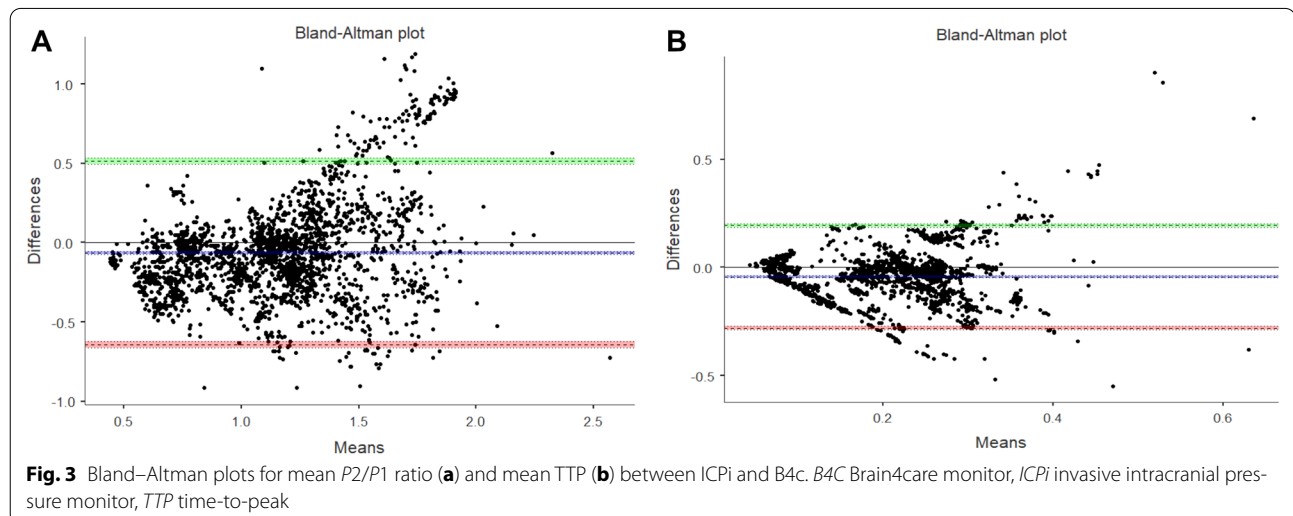 A
Bland-Altman plot
1.0
0.5
0.0
-0.5
-1.0
Differences
0.5
1.0
1.5
2.0
2.5
Means
B
Bland-Altman plot
0.5
0.0
-0.5
Differences
0.2
0.4
0.6
Means
Fig. 3 Bland–Altman plots for mean P2/P1 ratio (a) and mean TTP (b) between ICPi and B4c. B4C Brain4care monitor, ICPi invasive intracranial pres-
sure monitor, TTP time-to-peak